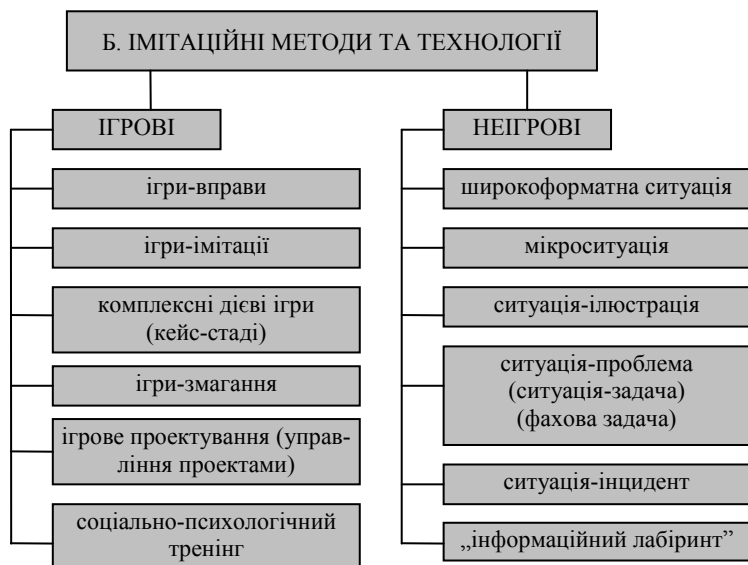 Б. ІМІТАЦІЙНІ МЕТОДИ ТА ТЕХНОЛОГІЇ
ІГРОВІ
ігри-вправи
ігри-імітації
комплексні дієві ігри
(кейс-стаді)
ігри-змагання
ігрове проектування (управ-
ління проектами)
соціально-психологічний
тренінг
НЕІГРОВІ
широкоформатна ситуація
мікроситуація
ситуація-ілюстрація
ситуація-проблема
(ситуація-задача)
(фахова задача)
ситуація-інцидент
„інформаційний лабіринт”